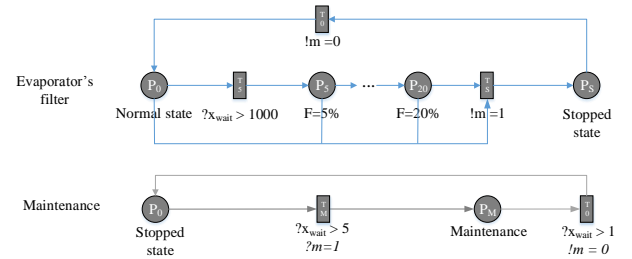 T0
!m =0
Evaporator's
filter
P0
T5
P5
...
P20
TS
PS
Normal state
?xwait > 1000
F=5%
F=20%
!m =1
Stopped
state
Maintenance
P0
TM
PM
T0
Stopped
state
?xwait > 5
?m=1
Maintenance
?xwait > 1
!m = 0